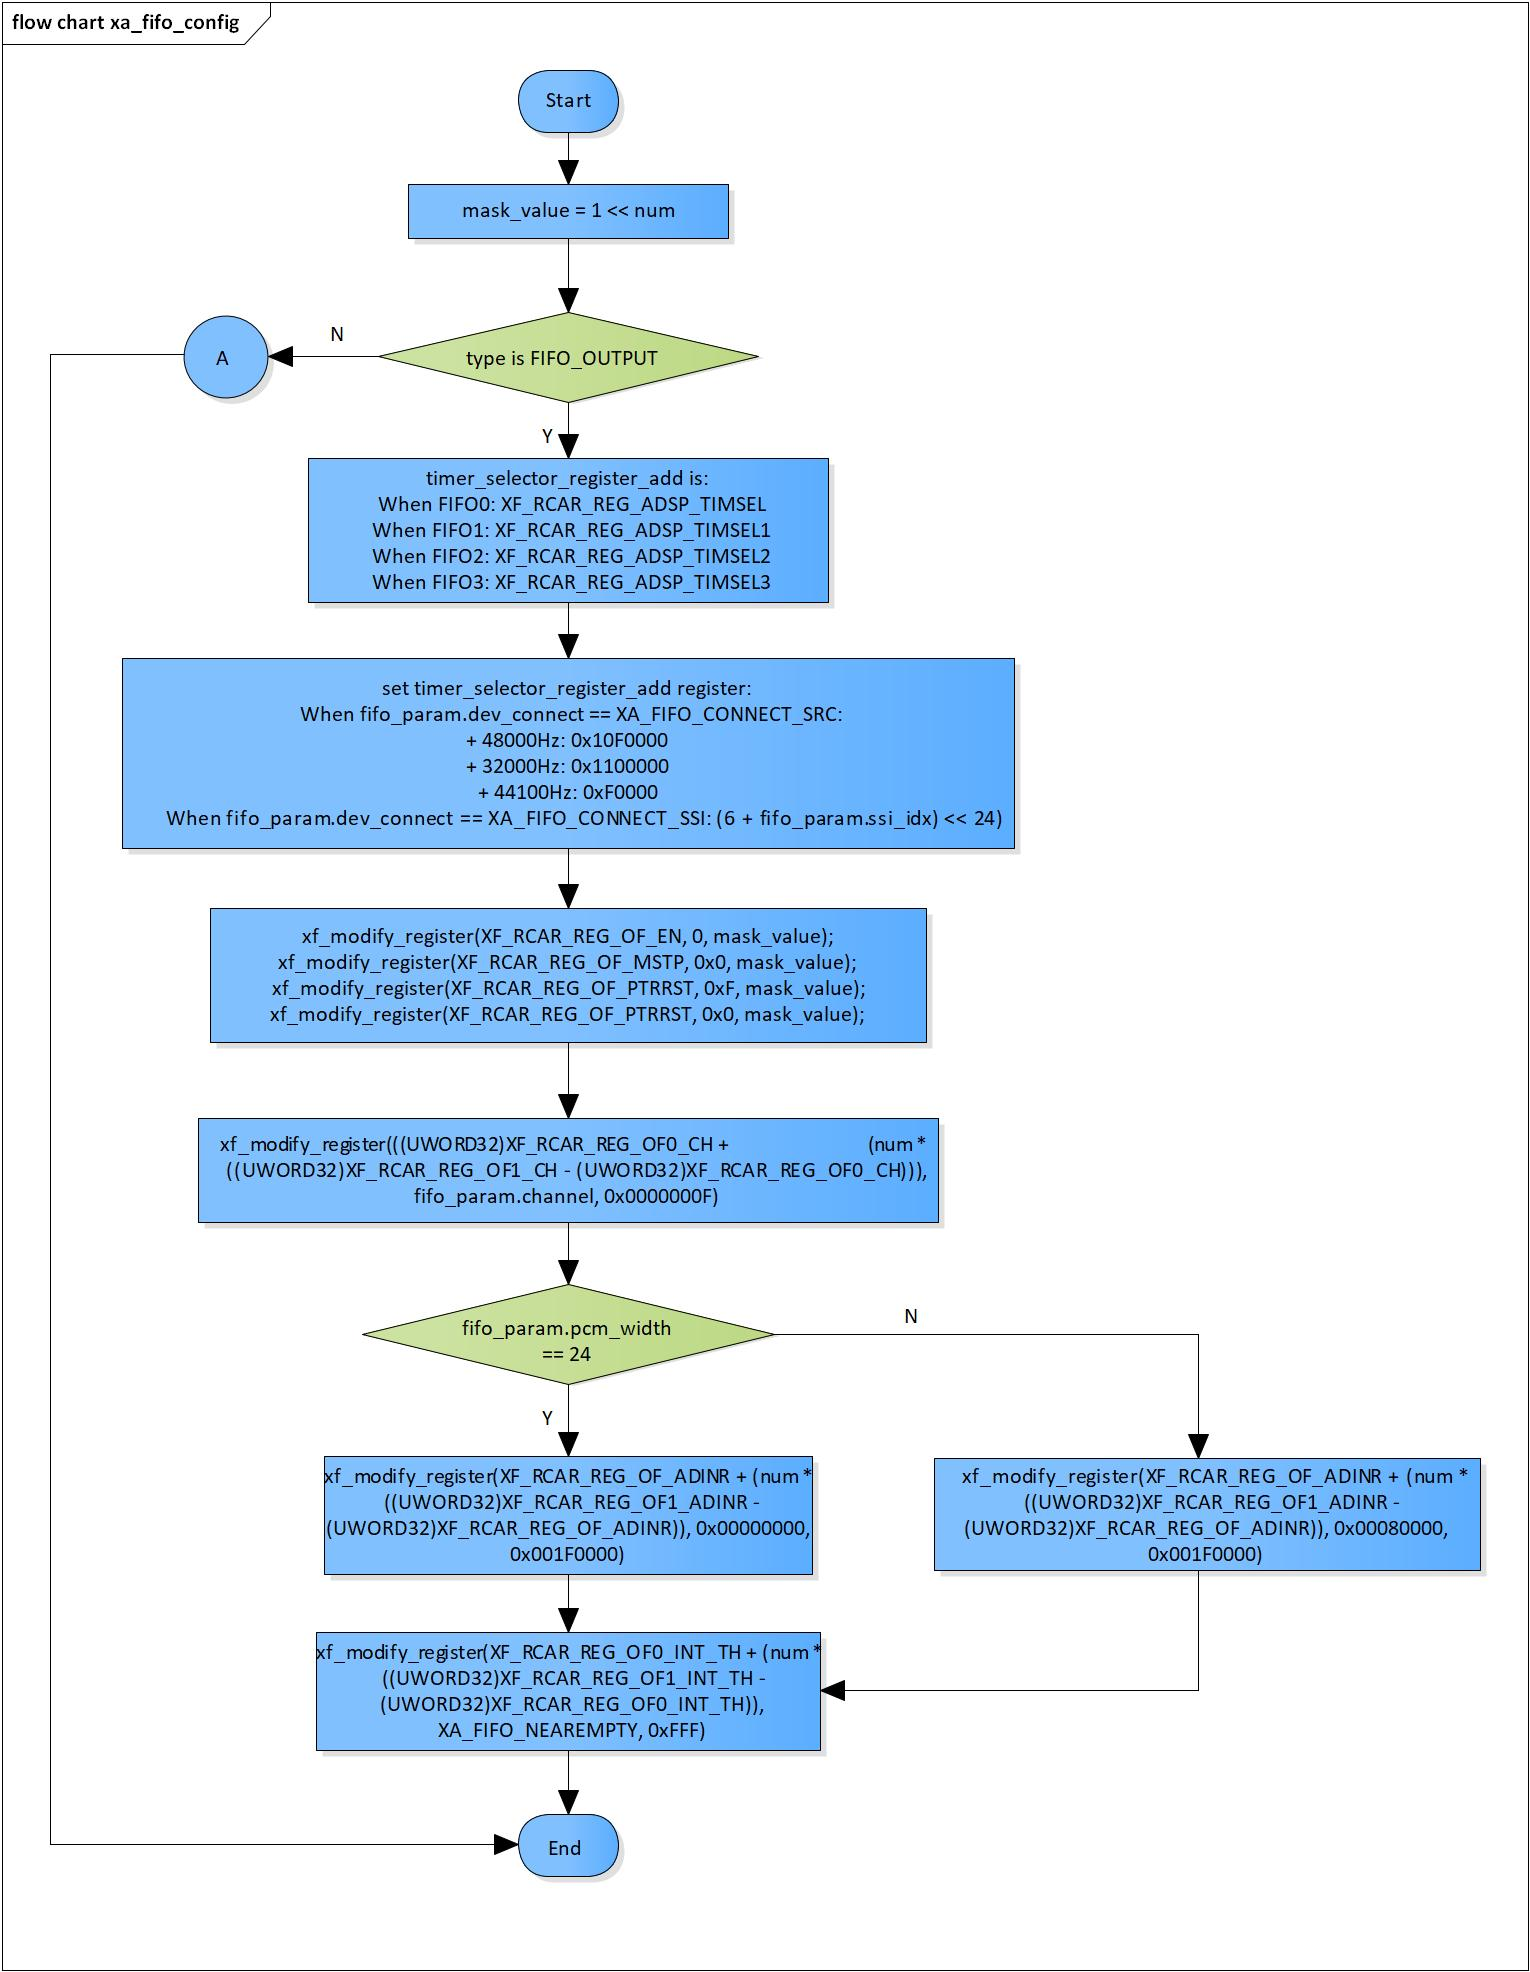 flow chart xa_fifo_config
Start
mask_value = 1 << num
type is FIFO_OUTPUT
N
A
Y
timer_selector_register_add is:
When FIFO0: XF_RCAR_REG_ADSP_TIMSEL
When FIFO1: XF_RCAR_REG_ADSP_TIMSEL1
When FIFO2: XF_RCAR_REG_ADSP_TIMSEL2
When FIFO3: XF_RCAR_REG_ADSP_TIMSEL3
set timer_selector_register_add register:
When fifo_param.dev_connect == XA_FIFO_CONNECT_SRC:
+ 48000Hz: 0x10F0000
+ 32000Hz: 0x1100000
+ 44100Hz: 0xF0000
When fifo_param.dev_connect == XA_FIFO_CONNECT_SSI: (6 + fifo_param.ssi_idx) << 24)
xf_modify_register(XF_RCAR_REG_OF_EN, 0, mask_value);
xf_modify_register(XF_RCAR_REG_OF_MSTP, 0x0, mask_value);
xf_modify_register(XF_RCAR_REG_OF_PTRRST, 0xF, mask_value);
xf_modify_register(XF_RCAR_REG_OF_PTRRST, 0x0, mask_value);
xf_modify_register(((UWORD32)XF_RCAR_REG_OF0_CH + (num *
((UWORD32)XF_RCAR_REG_OF1_CH - (UWORD32)XF_RCAR_REG_OF0_CH))),
fifo_param.channel, 0x0000000F)
fifo_param.pcm_width
== 24
N
Y
xf_modify_register(XF_RCAR_REG_OF_ADINR + (num *
((UWORD32)XF_RCAR_REG_OF1_ADINR -
(UWORD32)XF_RCAR_REG_OF_ADINR)), 0x00000000,
0x001F0000)
xf_modify_register(XF_RCAR_REG_OF_ADINR + (num *
((UWORD32)XF_RCAR_REG_OF1_ADINR -
(UWORD32)XF_RCAR_REG_OF_ADINR)), 0x00080000,
0x001F0000)
xf_modify_register(XF_RCAR_REG_OF0_INT_TH + (num *
((UWORD32)XF_RCAR_REG_OF1_INT_TH -
(UWORD32)XF_RCAR_REG_OF0_INT_TH)),
XA_FIFO_NEAREMPTY, 0xFFF)
End